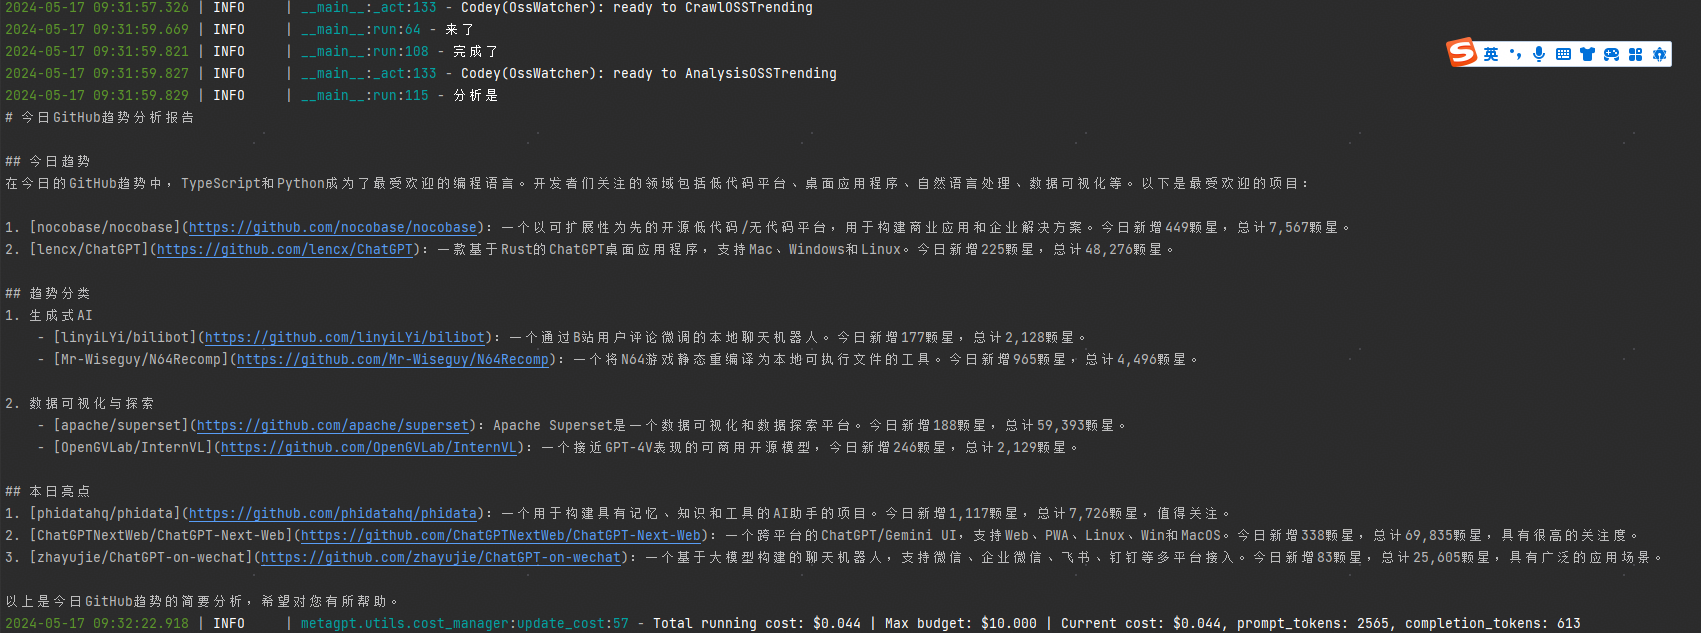 2024-05-17 09:31:57.326 | INFO     | __main__:_act:133 - Codey(OssWatcher): ready to CrawlOSSTrending
2024-05-17 09:31:59.669 | INFO     | __main__:run:64 - 来了
2024-05-17 09:31:59.821 | INFO     | __main__:run:108 - 完成了
2024-05-17 09:31:59.827 | INFO     | __main__:_act:133 - Codey(OssWatcher): ready to AnalysisOSSTrending
2024-05-17 09:31:59.829 | INFO     | __main__:run:115 - 分析是
英
# 今日GitHub趋势分析报告
## 今日趋势
在今日的GitHub趋势中，TypeScript和Python成为了最受欢迎的编程语言。开发者们关注的领域包括低代码平台、桌面应用程序、自然语言处理、数据可视化等。以下是最受欢迎的项目：
1. [nocobase/nocobase](https://github.com/nocobase/nocobase)：一个以可扩展性为先的开源低代码/无代码平台，用于构建商业应用和企业解决方案。今日新增449颗星，总计7,567颗星。
2. [lencx/ChatGPT](https://github.com/lencx/ChatGPT)：一款基于Rust的ChatGPT桌面应用程序，支持Mac、Windows和Linux。今日新增225颗星，总计48,276颗星。
## 趋势分类
1. 生成式AI
- [linyiLYi/bilibot](https://github.com/linyiLYi/bilibot)：一个通过B站用户评论微调的本地聊天机器人。今日新增177颗星，总计2,128颗星。
- [Mr-Wiseguy/N64Recomp](https://github.com/Mr-Wiseguy/N64Recomp)：一个将N64游戏静态重编译为本地可执行文件的工具。今日新增965颗星，总计4,496颗星。
2. 数据可视化与探索
- [apache/superset](https://github.com/apache/superset)：Apache Superset是一个数据可视化和数据探索平台。今日新增188颗星，总计59,393颗星。
- [OpenGVLab/InternVL](https://github.com/OpenGVLab/InternVL)：一个接近GPT-4V表现的可商用开源模型，今日新增246颗星，总计2,129颗星。
## 本日亮点
1. [phidatahq/phidata](https://github.com/phidatahq/phidata)：一个用于构建具有记忆、知识和工具的AI助手的项目。今日新增1,117颗星，总计7,726颗星，值得关注。
2. [ChatGPTNextWeb/ChatGPT-Next-Web](https://github.com/ChatGPTNextWeb/ChatGPT-Next-Web)：一个跨平台的ChatGPT/Gemini UI，支持Web、PWA、Linux、Win和MacOS。今日新增338颗星，总计69,835颗星，具有很高的关注度。
3. [zhayujie/ChatGPT-on-wechat](https://github.com/zhayujie/ChatGPT-on-wechat)：一个基于大模型构建的聊天机器人，支持微信、企业微信、飞书、钉钉等多平台接入。今日新增83颗星，总计25,605颗星，具有广泛的应用场景。
以上是今日GitHub趋势的简要分析，希望对您有所帮助。
2024-05-17 09:32:22.918 | INFO     | metagpt.utils.cost_manager:update_cost:57 - Total running cost: $0.044 | Max budget: $10.000 | Current cost: $0.044, prompt_tokens: 2565, completion_tokens: 613